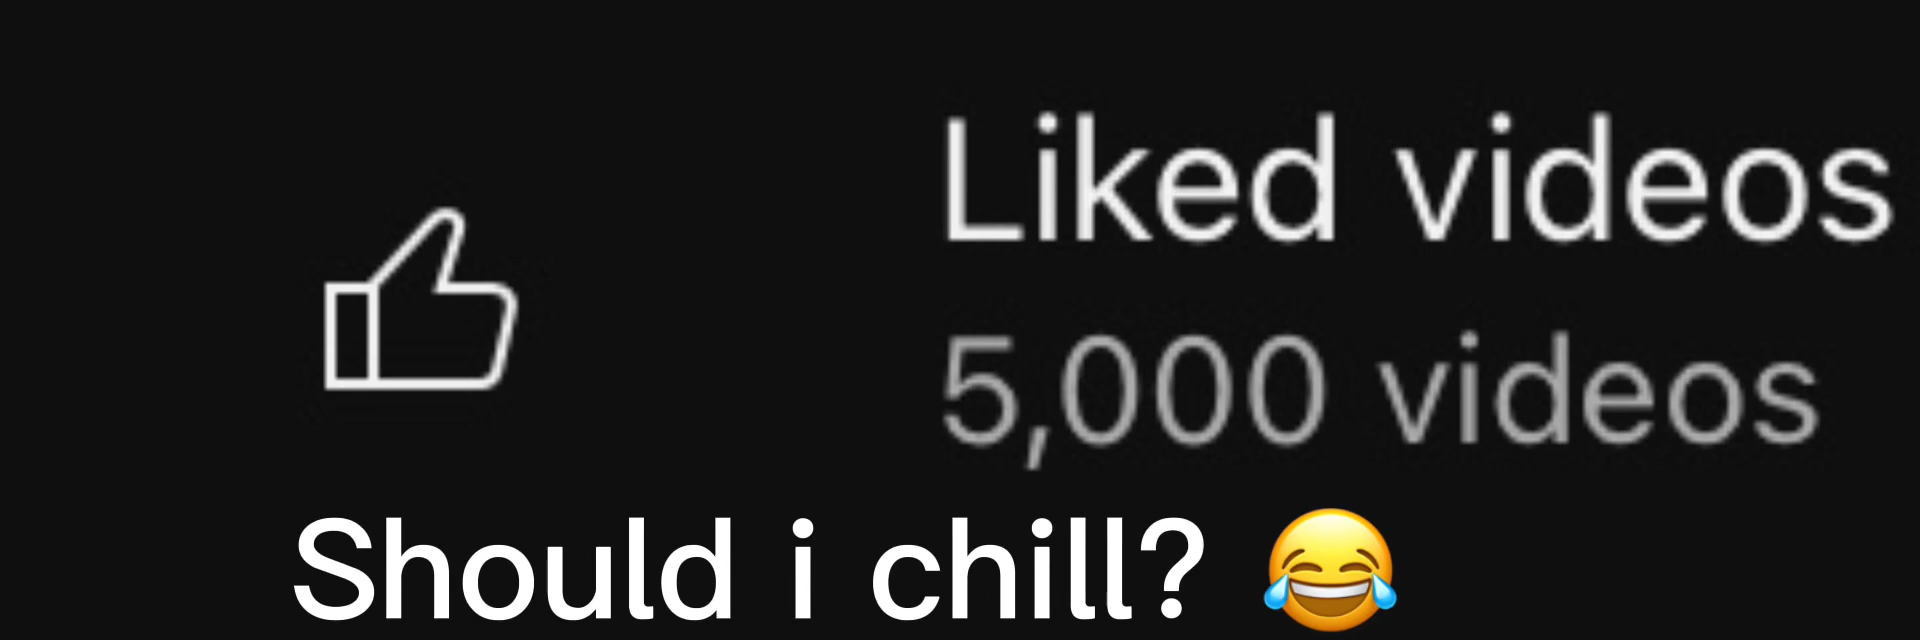 Liked videos
5,000 videos
Should i chill? 😂